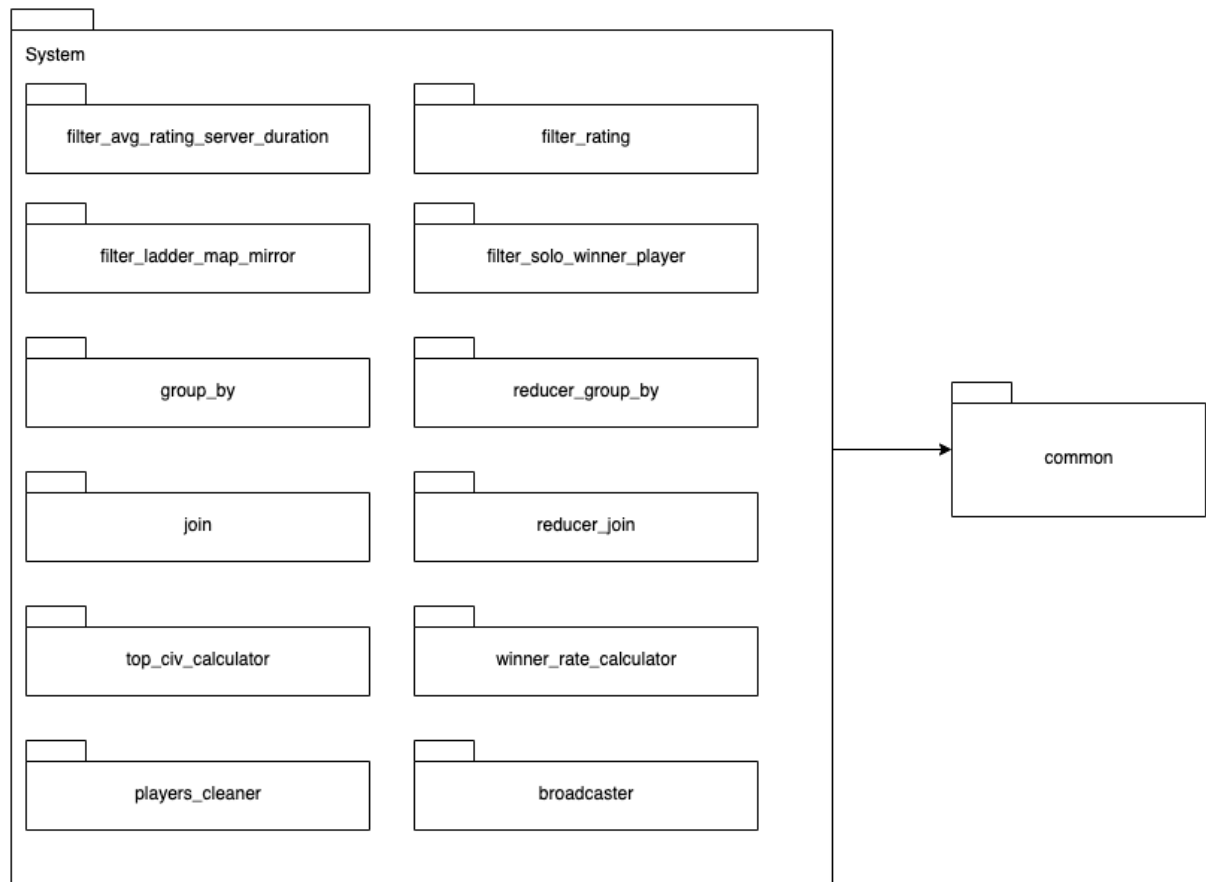 System
filter_avg_rating_server_duration
filter_rating
filter_ladder_map_mirror
filter_solo_winner_player
group_by
reducer_group_by
common
join
reducer_join
top_civ_calculator
winner_rate_calculator
players_cleaner
broadcaster